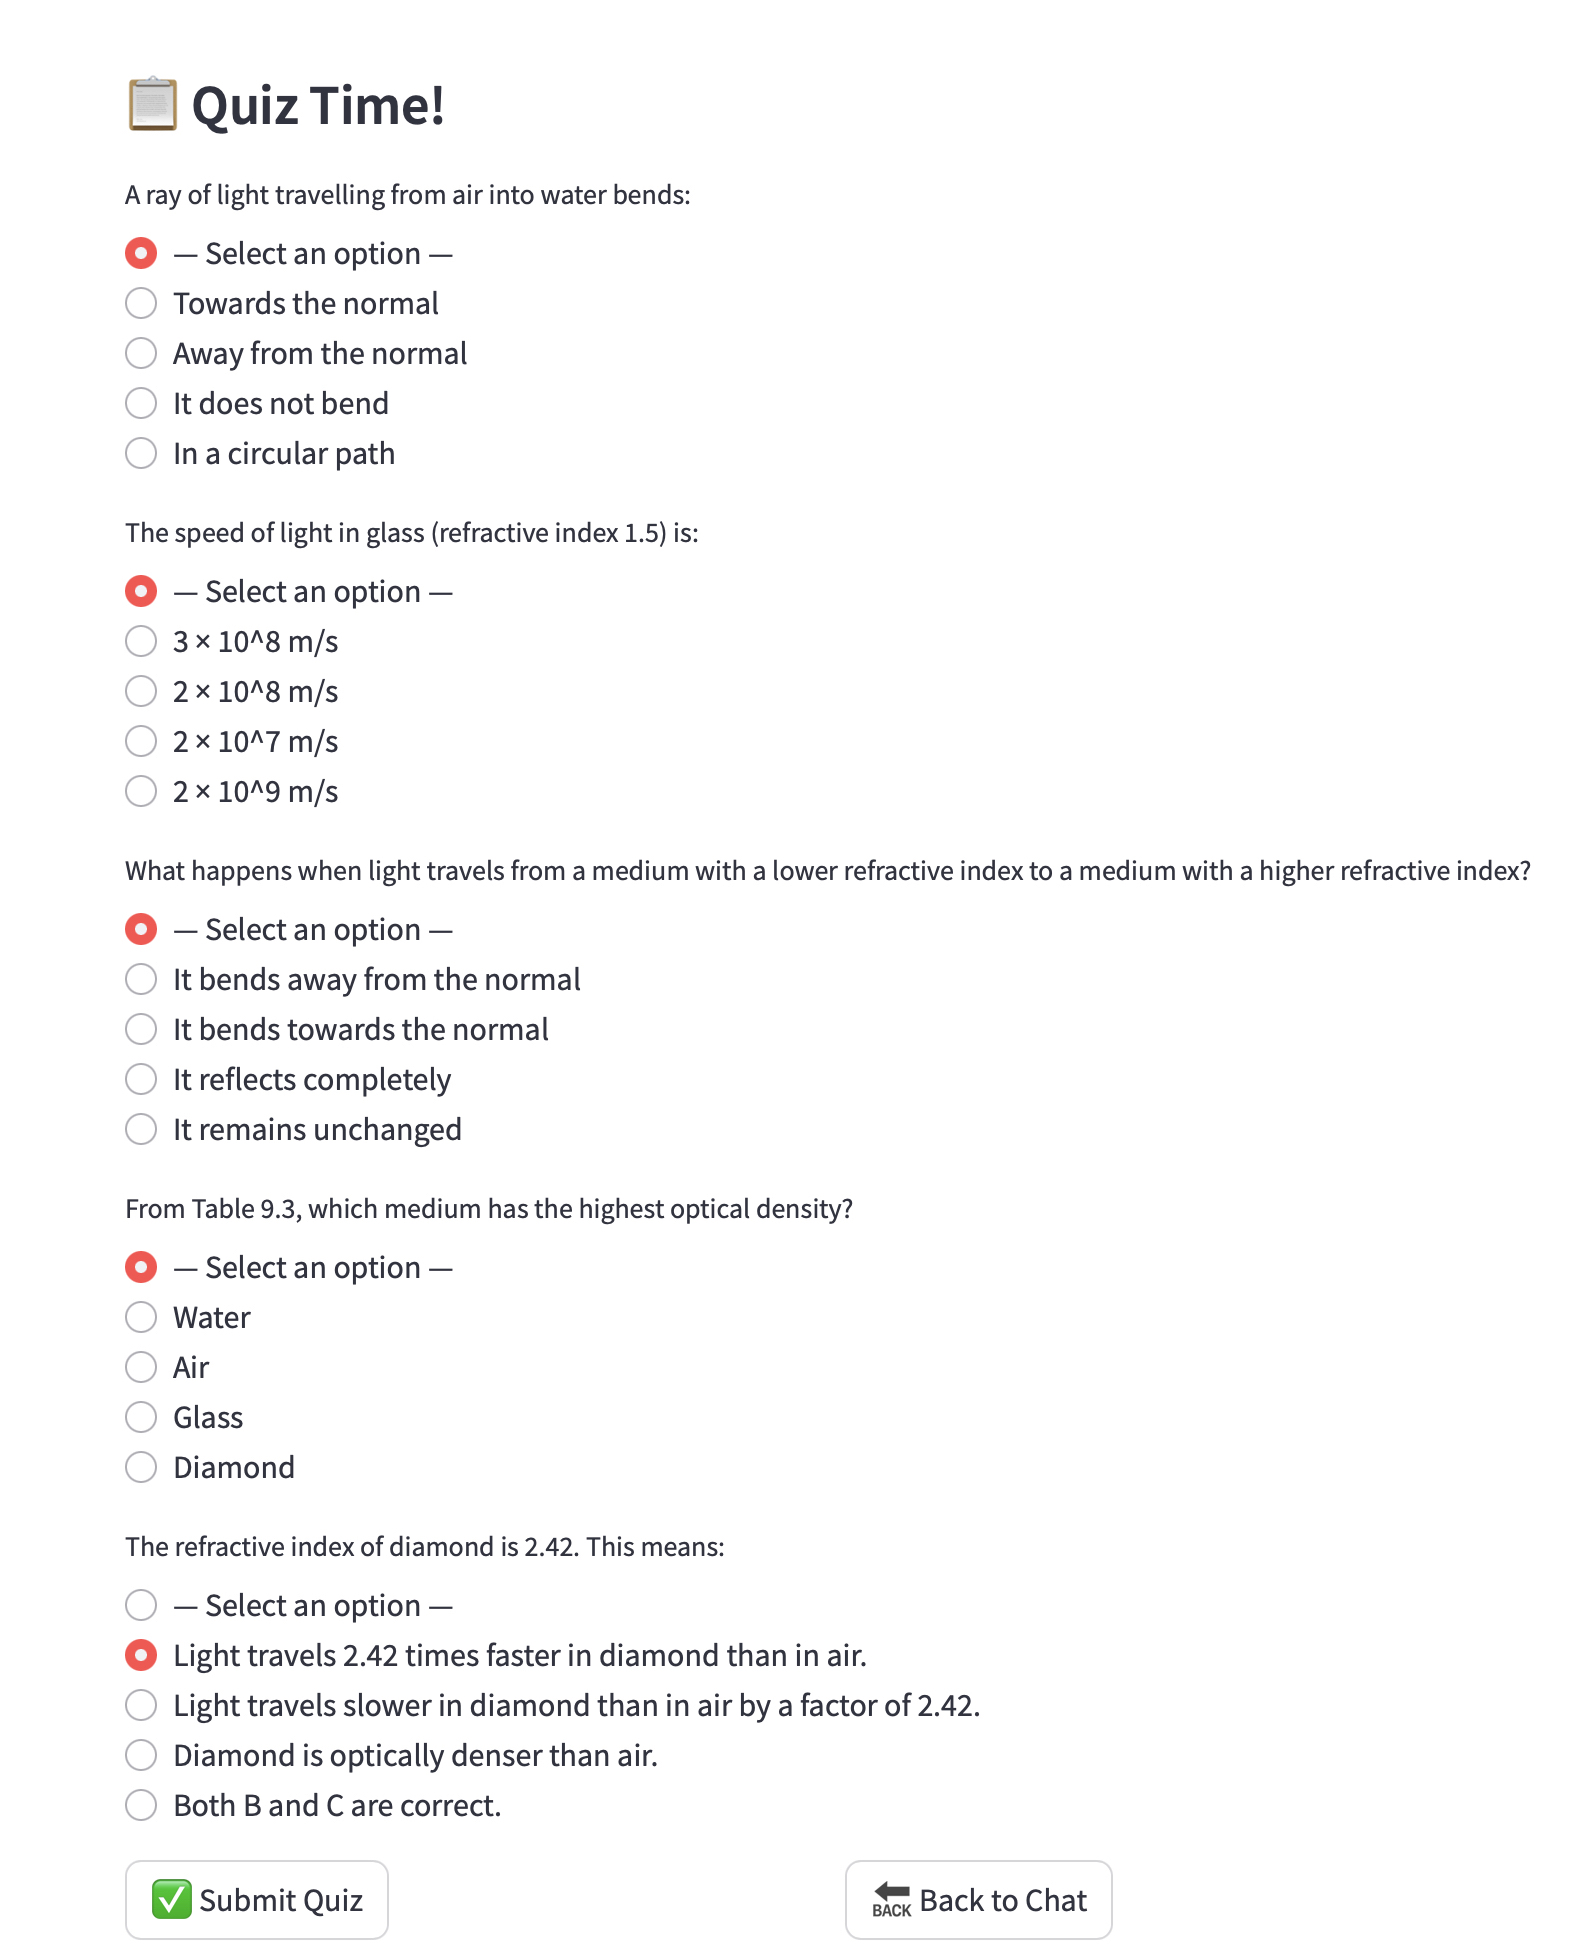 Quiz Time!
A ray of light travelling from air into water bends:
— Select an option —
Towards the normal
Away from the normal
It does not bend
In a circular path
The speed of light in glass (refractive index 1.5) is:
— Select an option —
3 × 10^8 m/s
2 × 10^8 m/s
2 × 10^7 m/s
2 × 10^9 m/s
What happens when light travels from a medium with a lower refractive index to a medium with a higher refractive index?
— Select an option —
It bends away from the normal
It bends towards the normal
It reflects completely
It remains unchanged
From Table 9.3, which medium has the highest optical density?
— Select an option —
Water
Air
Glass
Diamond
The refractive index of diamond is 2.42. This means:
— Select an option —
Light travels 2.42 times faster in diamond than in air.
Light travels slower in diamond than in air by a factor of 2.42.
Diamond is optically denser than air.
Both B and C are correct.
Submit Quiz
BACK Back to Chat